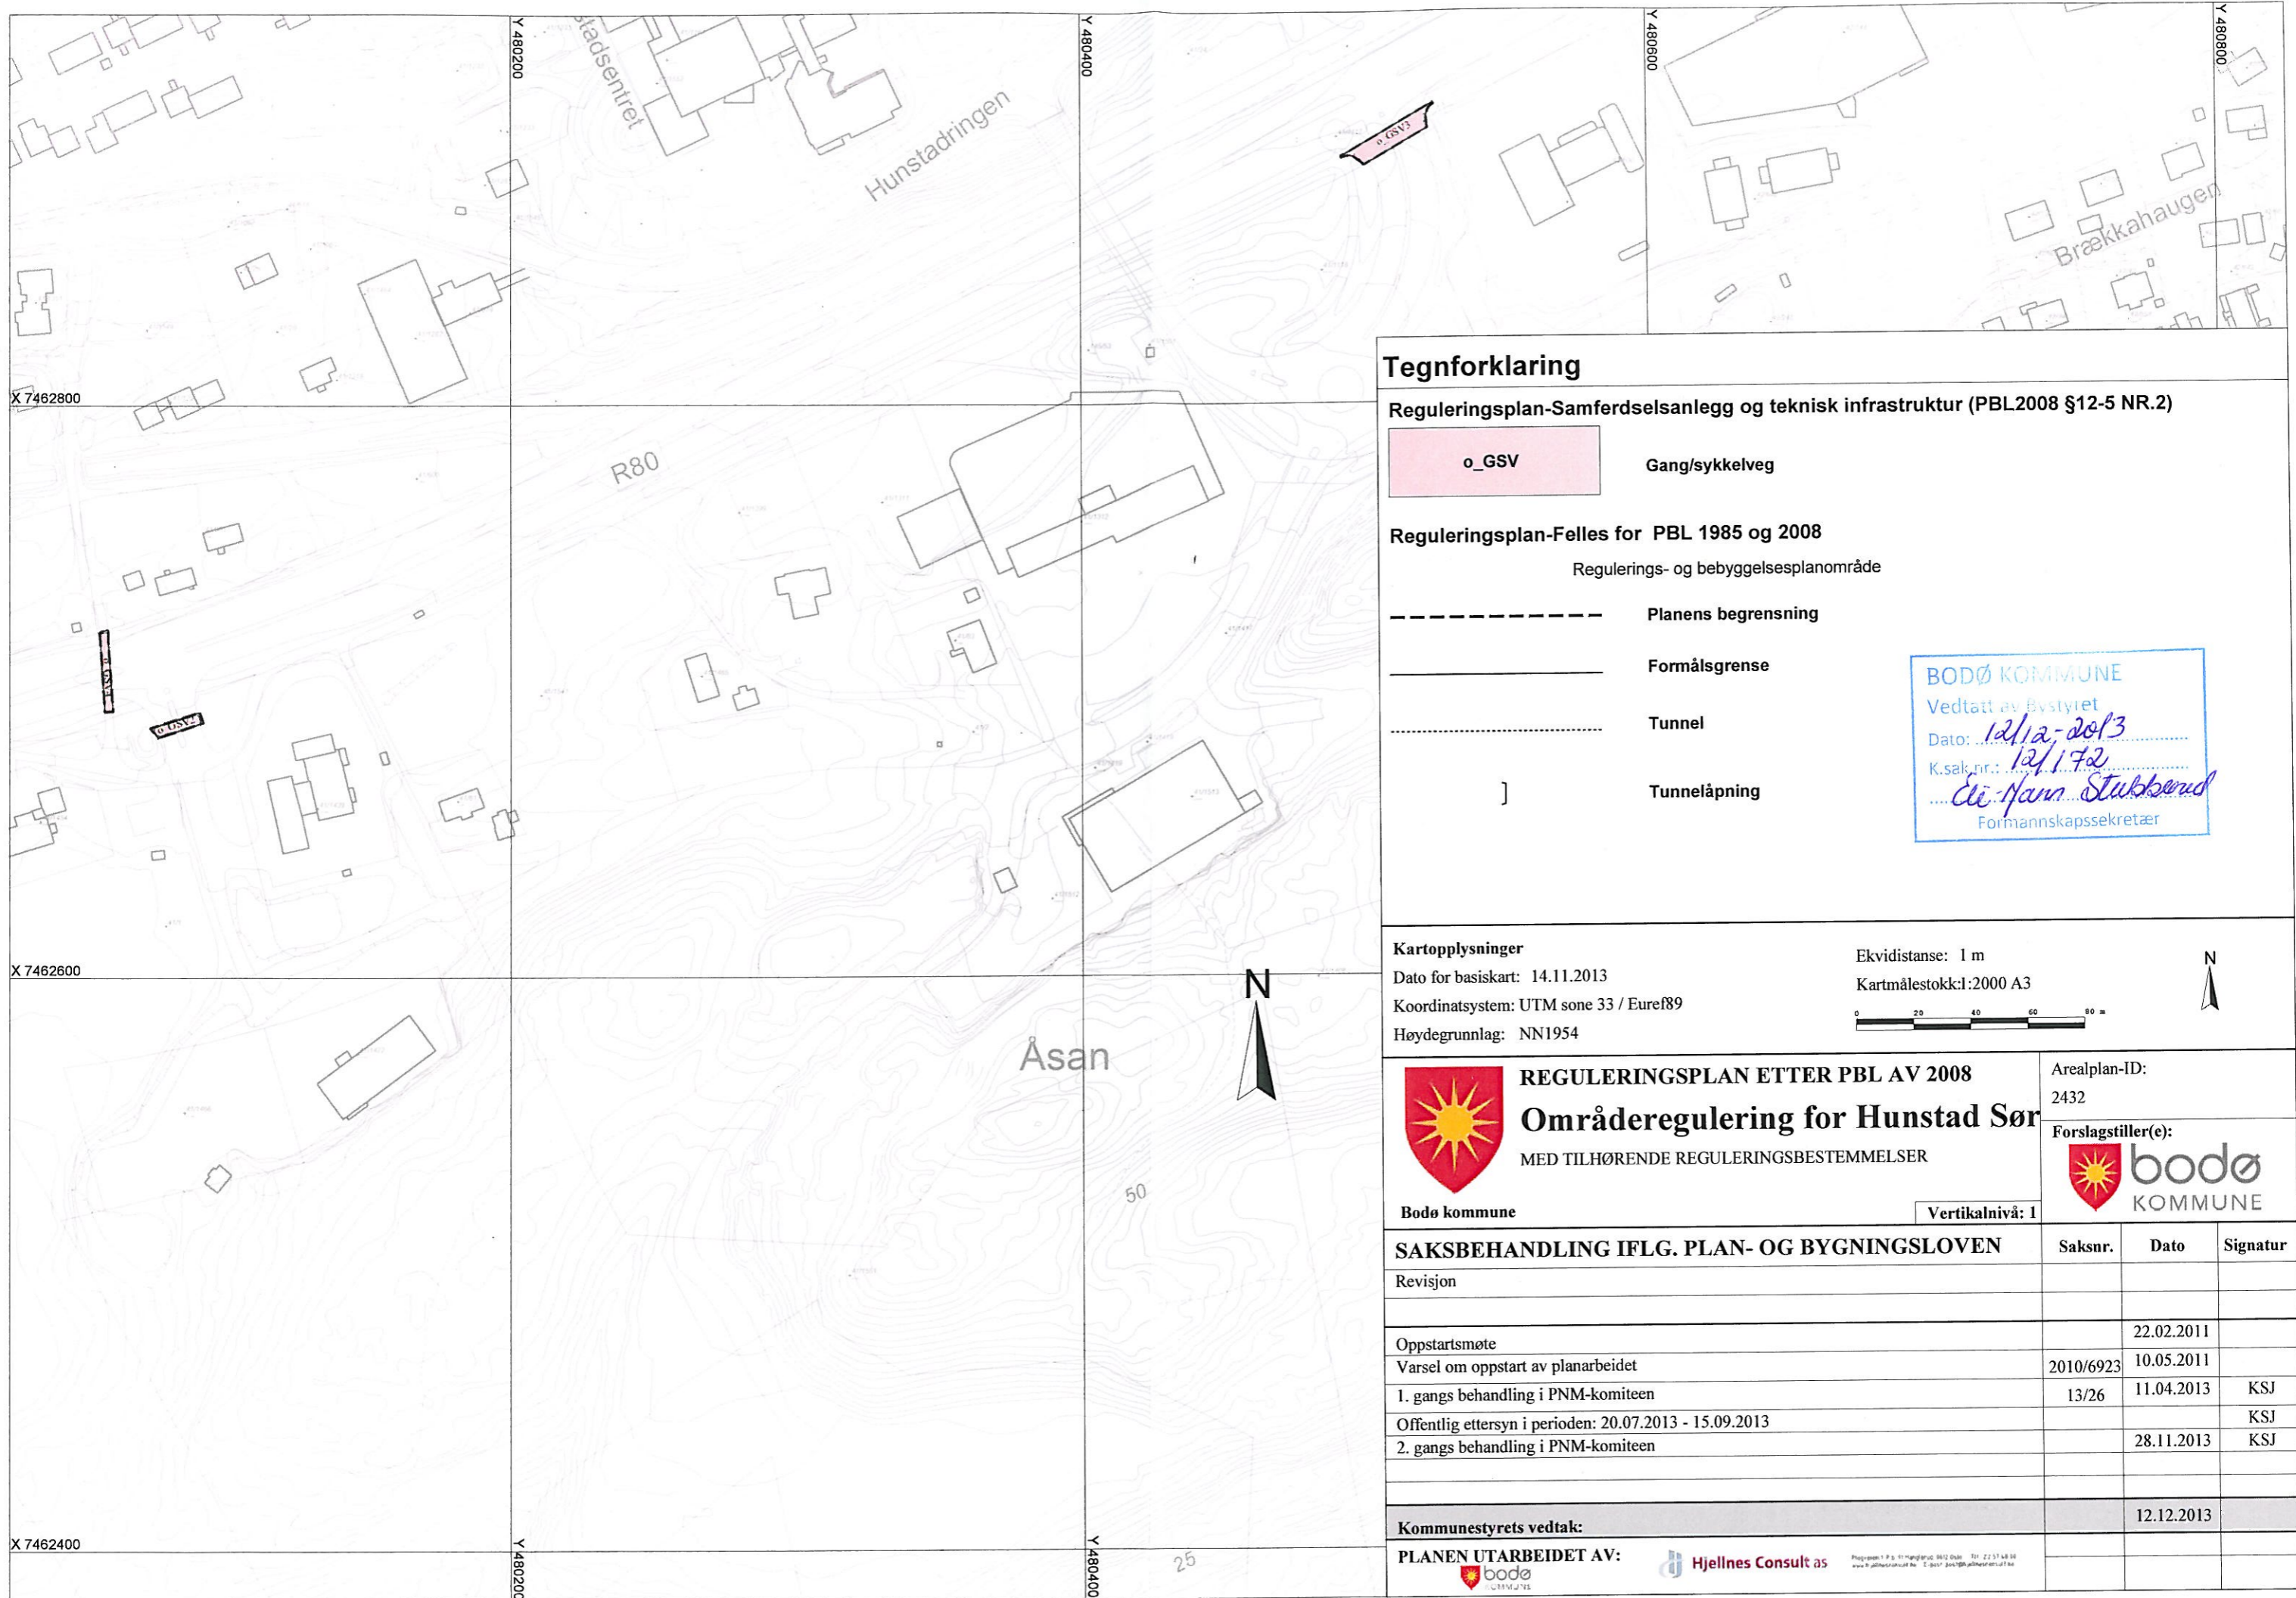 Y 480200
Y 480400
Y 480600
Y 480800
Hunstadringen
Brækkahaugen
o_GSV3
X 7462800
R80
o_GSV2
X 7462600
N
Åsan
50
X 7462400
Y 480200
Y 480400
25
Tegnforklaring
Reguleringsplan-Samferdselsanlegg og teknisk infrastruktur (PBL2008 §12-5 NR.2)
o_GSV Gang/sykkelveg
Reguleringsplan-Felles for PBL 1985 og 2008
Regulerings- og bebyggelsesplanområde
Planens begrensning
Formålsgrense
Tunnel
Tunnelåpning
BODØ KOMMUNE
Vedtatt av Bystyret
Dato: 12/12-2013
K.sak.nr.: 12/172
Stubberud
Formannskapssekretær
Kartopplysninger
Dato for basiskart: 14.11.2013
Koordinatsystem: UTM sone 33 / Euref89
Høydegrunnlag: NN1954
Ekvidistanse: 1 m
Kartmålestokk:1:2000 A3
0 20 40 60 80 m
N
REGULERINGSPLAN ETTER PBL AV 2008
Områderegulering for Hunstad Sør
MED TILHØRENDE REGULERINGSBESTEMMELSER
Bodø kommune
Vertikalnivå: 1
Arealplan-ID:
2432
Forslagstiller(e):
bodø
KOMMUNE
SAKSBEHANDLING IFLG. PLAN- OG BYGNINGSLOVEN Saksnr. Dato Signatur
Revisjon
Oppstartsmøte 22.02.2011
Varsel om oppstart av planarbeidet 2010/6923 10.05.2011
1. gangs behandling i PNM-komiteen 13/26 11.04.2013 KSJ
Offentlig ettersyn i perioden: 20.07.2013 - 15.09.2013 KSJ
2. gangs behandling i PNM-komiteen 28.11.2013 KSJ
Kommunestyrets vedtak: 12.12.2013
PLANEN UTARBEIDET AV:
bodø
KOMMUNE
Hjellnes Consult as